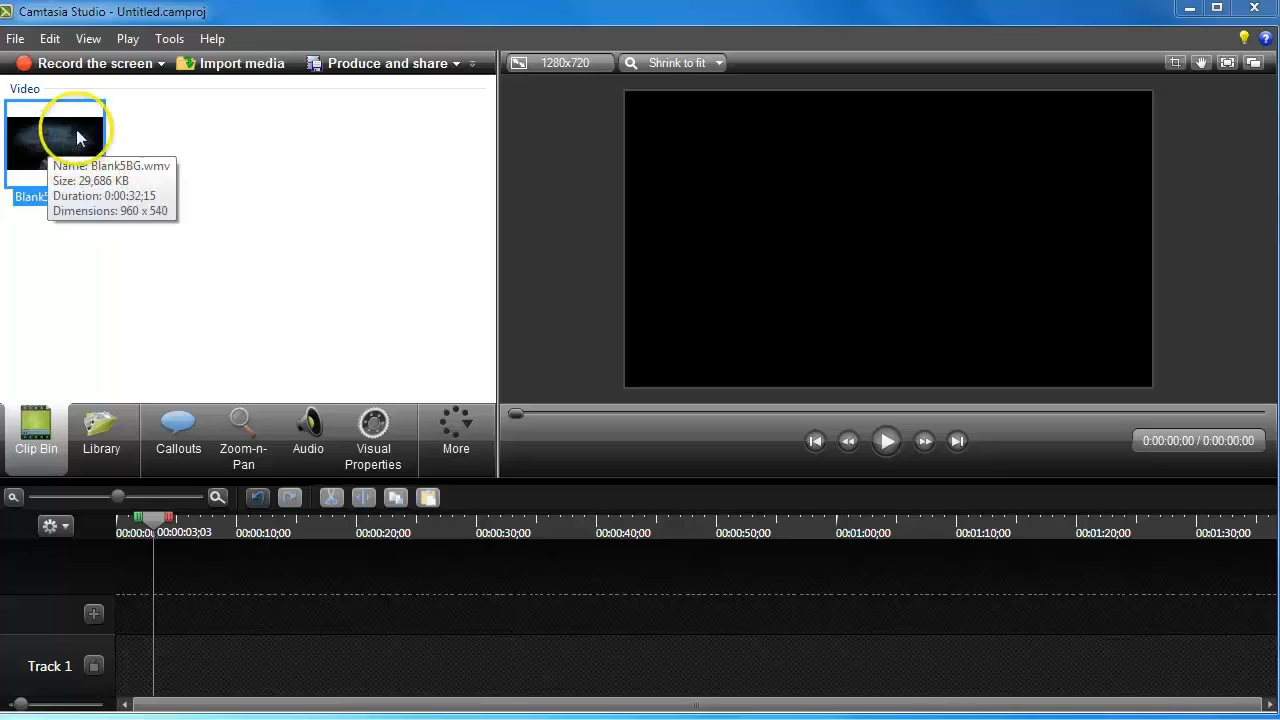 Camtasia Studio - Untitled.camproj
File Edit View Play Tools Help
Record the screen Import media Produce and share
1280x720 Shrink to fit
Video
Name: Blank5BG.wmv
Size: 29,686 KB
Duration: 0:00:32;15
Dimensions: 960 x 540
Blank5
Clip Bin Library Callouts Zoom-n-Pan Audio Visual Properties More
0:00:00;00 / 0:00:00;00
00:00:03;03 00:00:10;00 00:00:20;00 00:00:30;00 00:00:40;00 00:00:50;00 00:01:00;00 00:01:10;00 00:01:20;00 00:01:30;00
Track 1